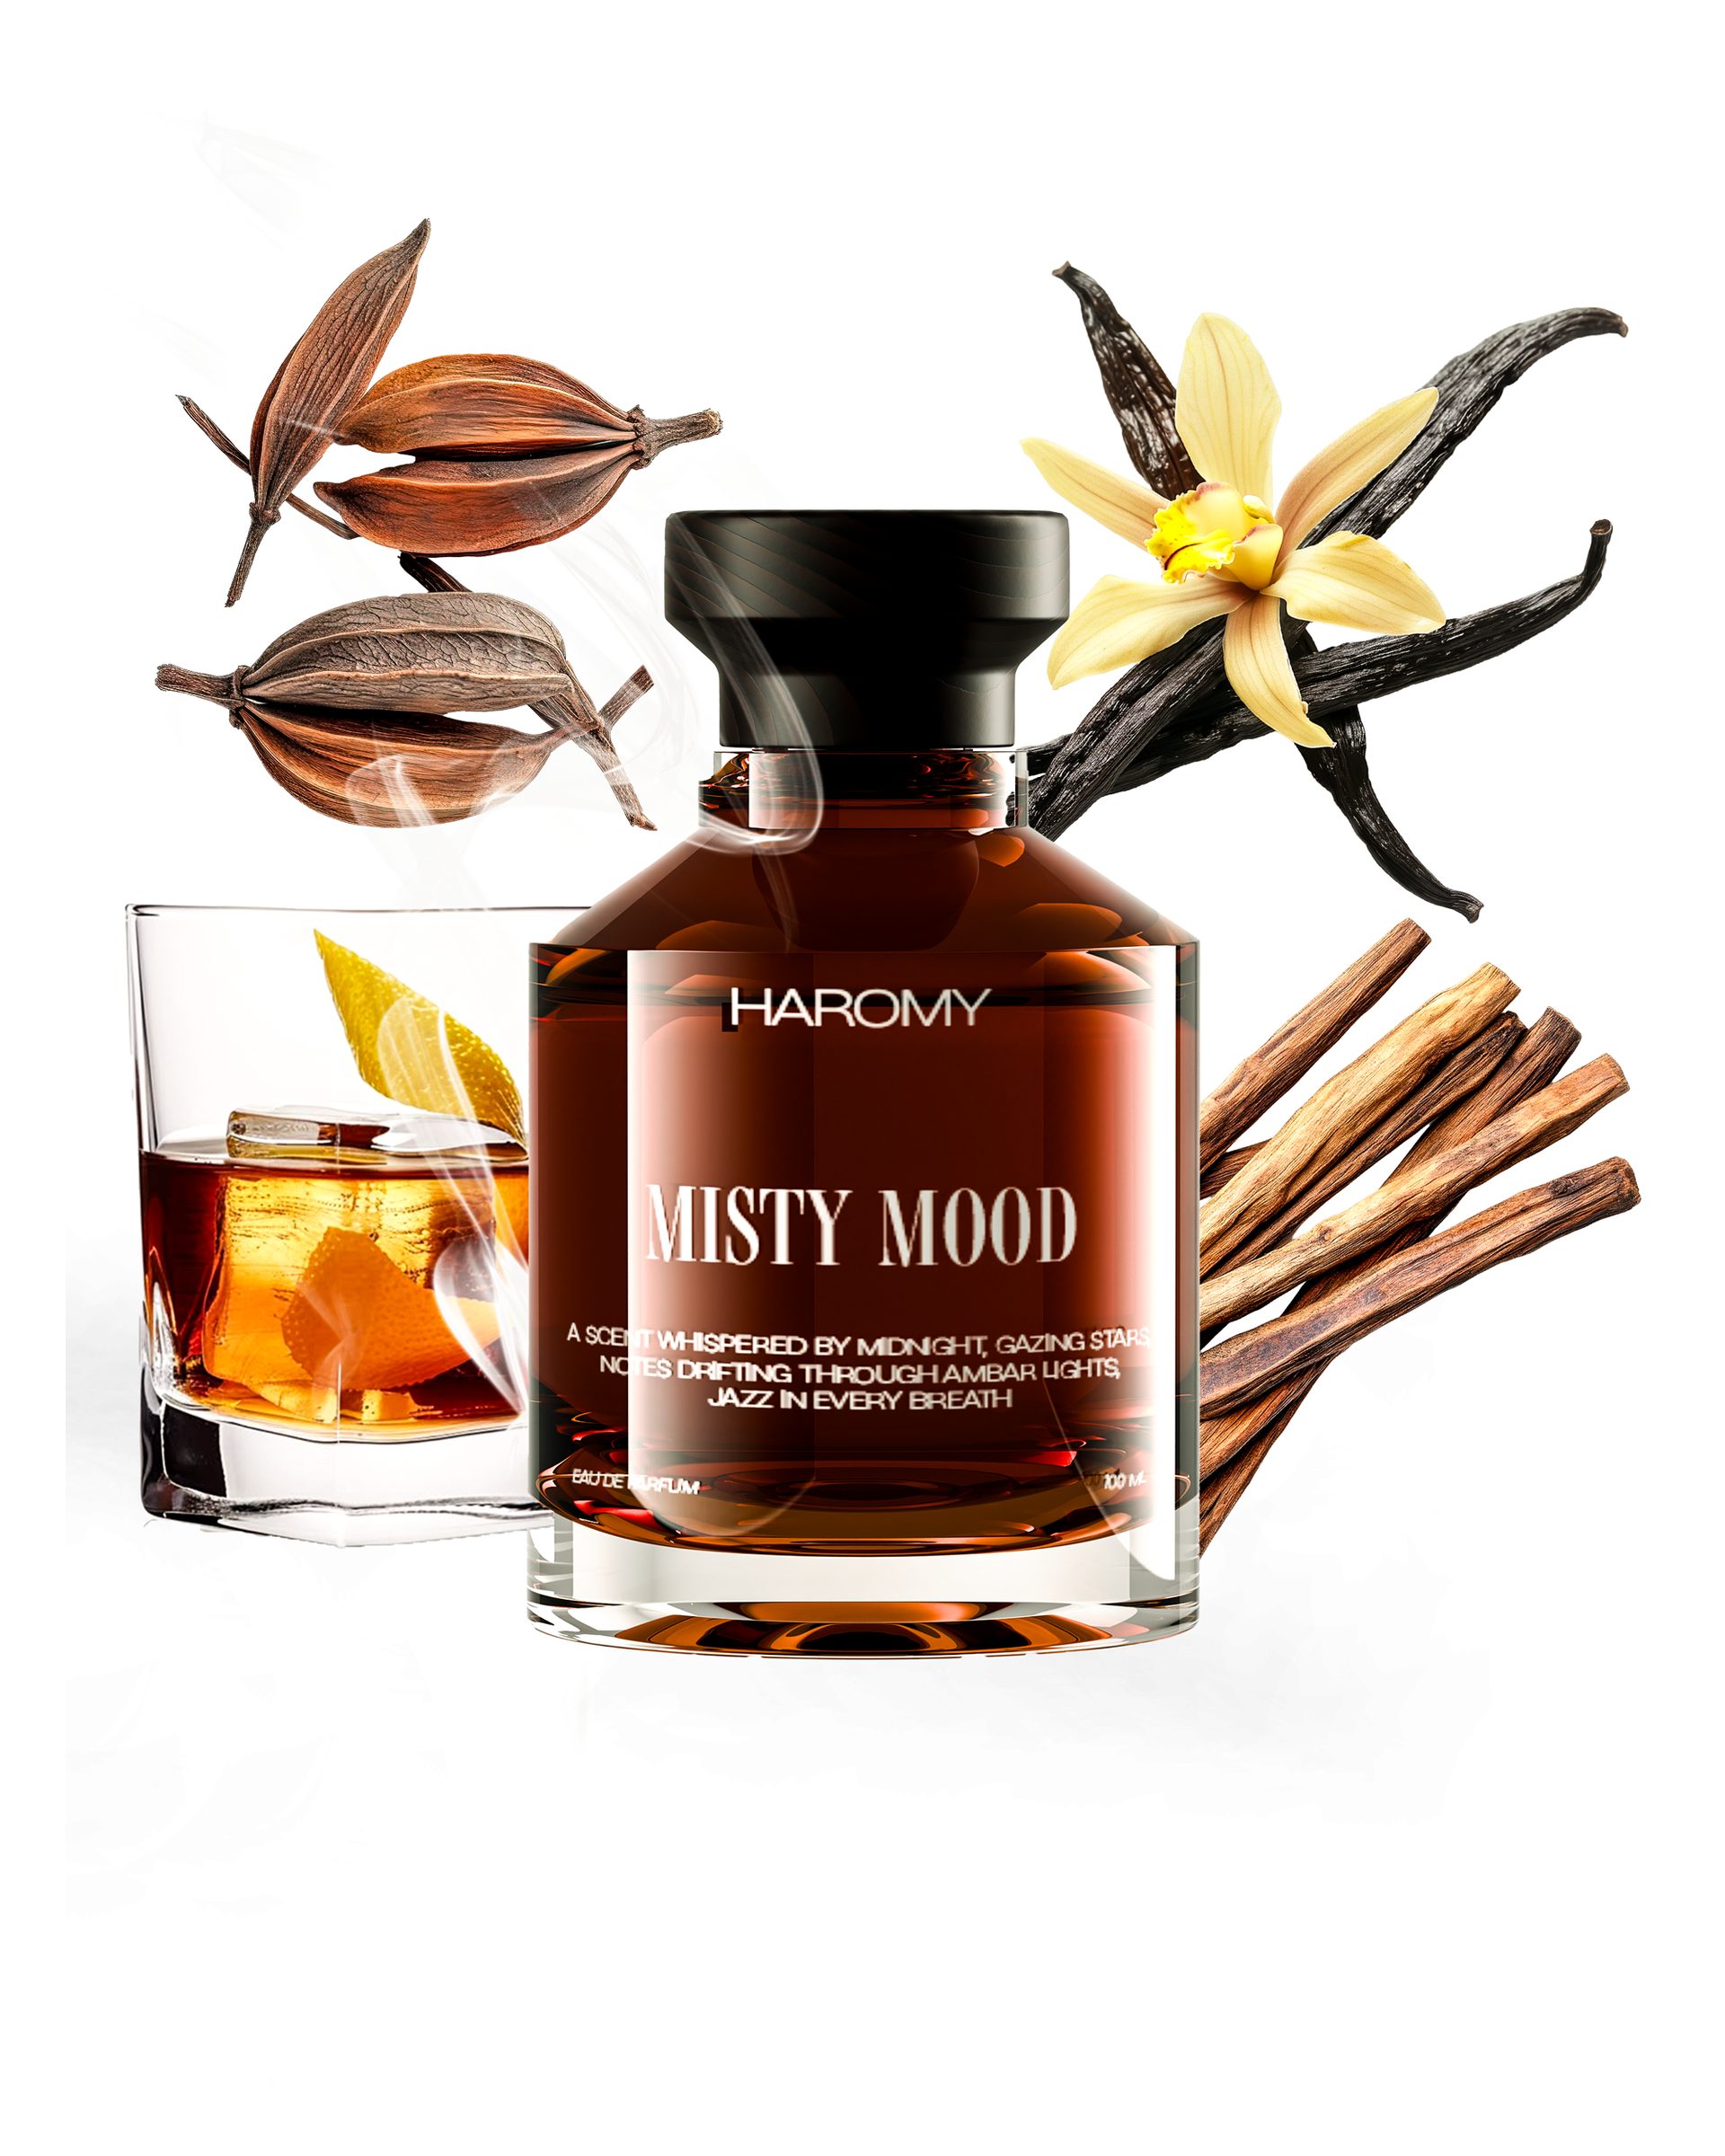 HAROMY
MISTY MOOD
A SCENT WHISPERED BY MIDNIGHT, GAZING STARS,
NOTES DRIFTING THROUGH AMBAR LIGHTS,
JAZZ IN EVERY BREATH
EAU DE PARFUM
100 ML